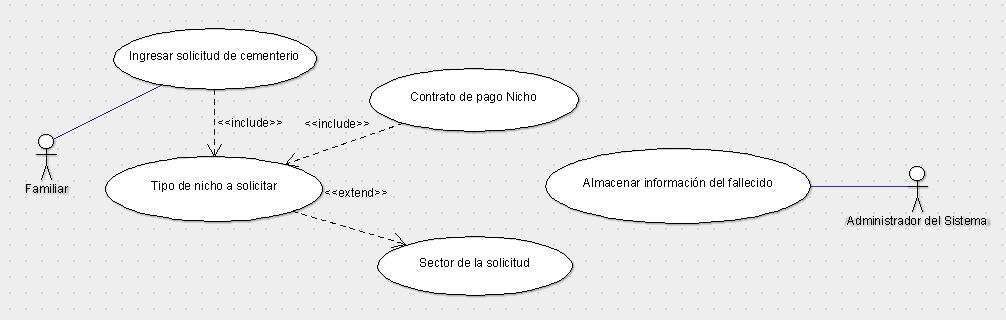 Ingresar solicitud de cementerio
Contrato de pago Nicho
<<include>>
<<include>>
Familiar
Tipo de nicho a solicitar
<<extend>>
Almacenar información del fallecido
Administrador del Sistema
Sector de la solicitud